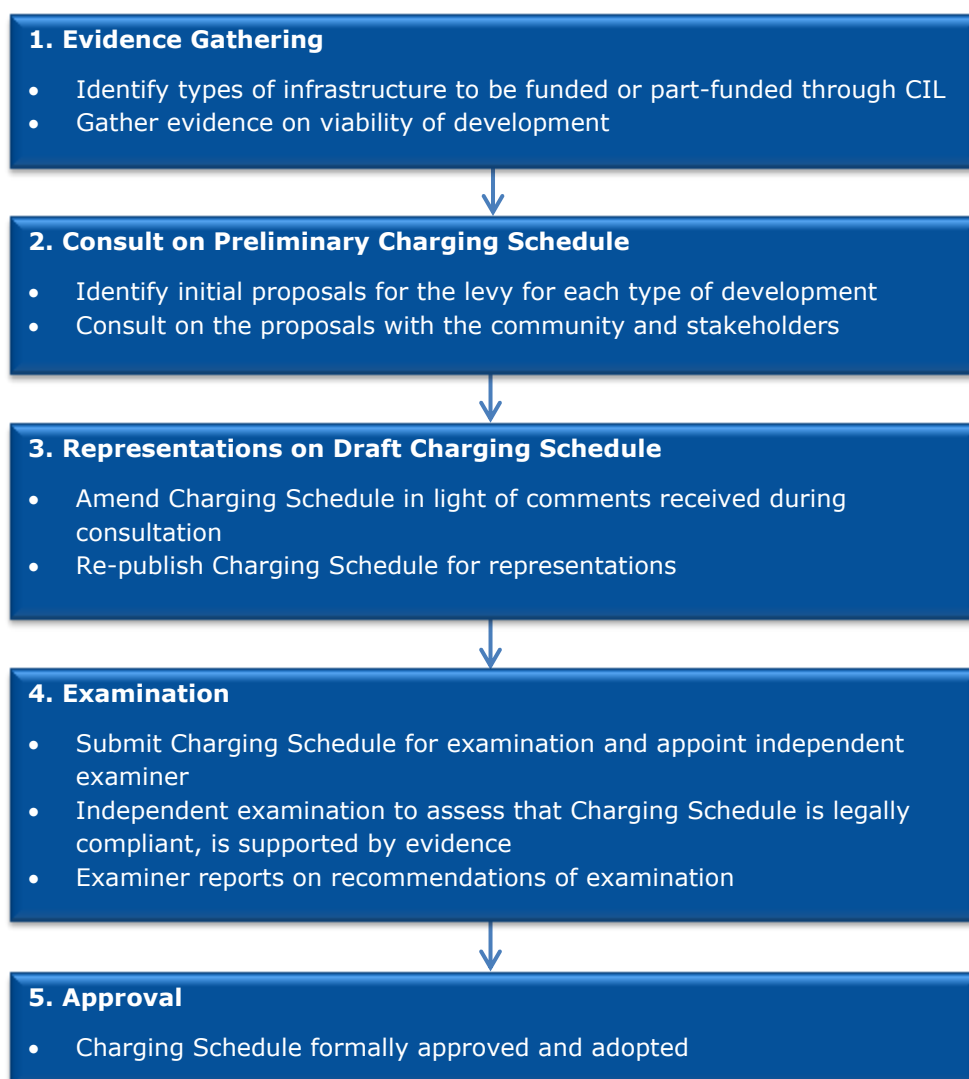 1. Evidence Gathering
• Identify types of infrastructure to be funded or part-funded through CIL
• Gather evidence on viability of development
2. Consult on Preliminary Charging Schedule
• Identify initial proposals for the levy for each type of development
• Consult on the proposals with the community and stakeholders
3. Representations on Draft Charging Schedule
• Amend Charging Schedule in light of comments received during
consultation
• Re-publish Charging Schedule for representations
4. Examination
• Submit Charging Schedule for examination and appoint independent
examiner
• Independent examination to assess that Charging Schedule is legally
compliant, is supported by evidence
• Examiner reports on recommendations of examination
5. Approval
• Charging Schedule formally approved and adopted